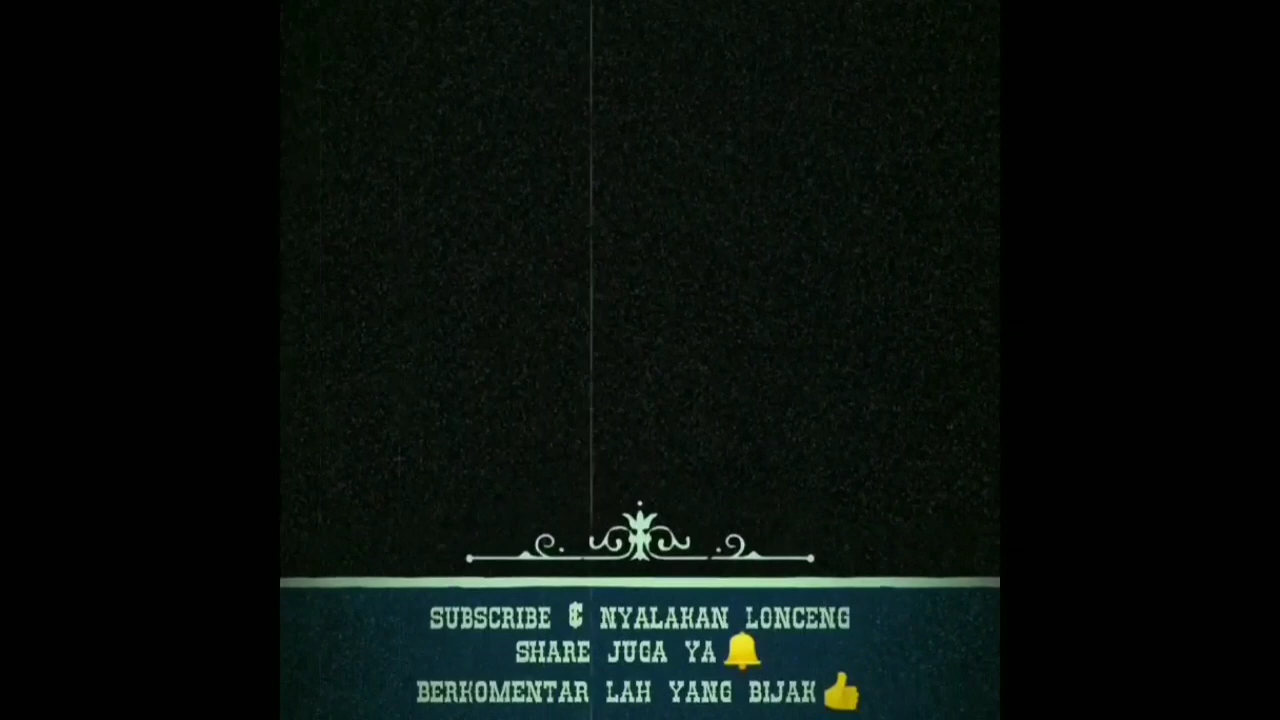 SUBSCRIBE & NYALAKAN LONCENG
SHARE JUGA YA🔔
BERKOMENTAR LAH YANG BIJAK👍